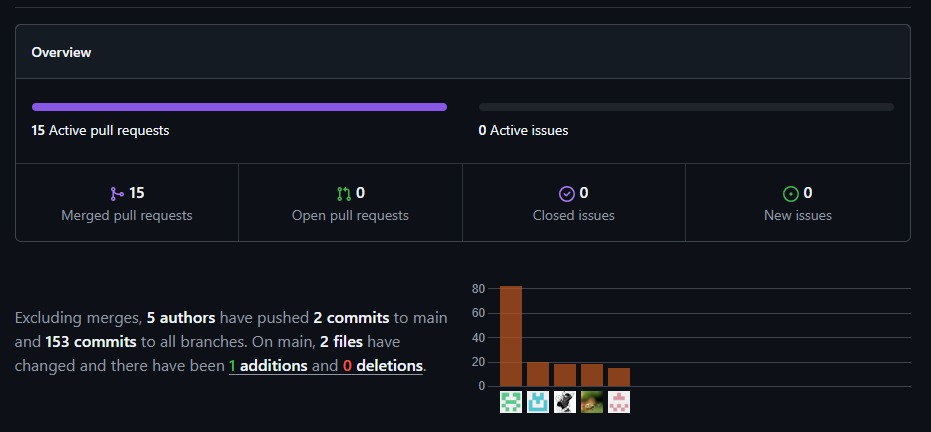 Overview
15 Active pull requests
0 Active issues
15
Merged pull requests
0
Open pull requests
0
Closed issues
0
New issues
Excluding merges, 5 authors have pushed 2 commits to main
and 153 commits to all branches. On main, 2 files have
changed and there have been 1 additions and 0 deletions.
80
60
40
20
0